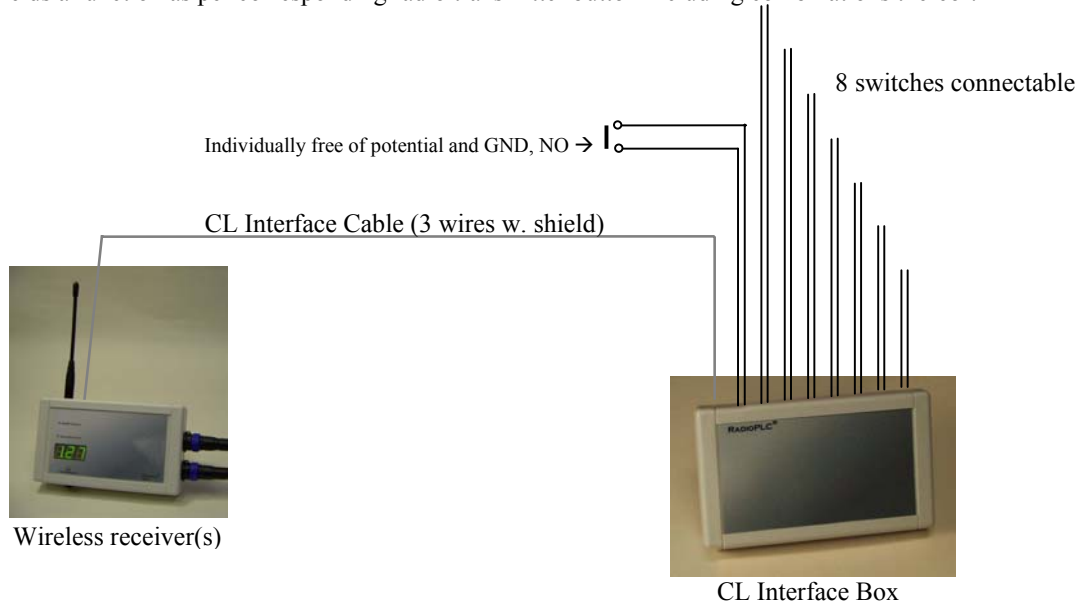 8 switches connectable
Individually free of potential and GND, NO →
CL Interface Cable (3 wires w. shield)
RADIOPLC®
127
Wireless receiver(s)
CL Interface Box